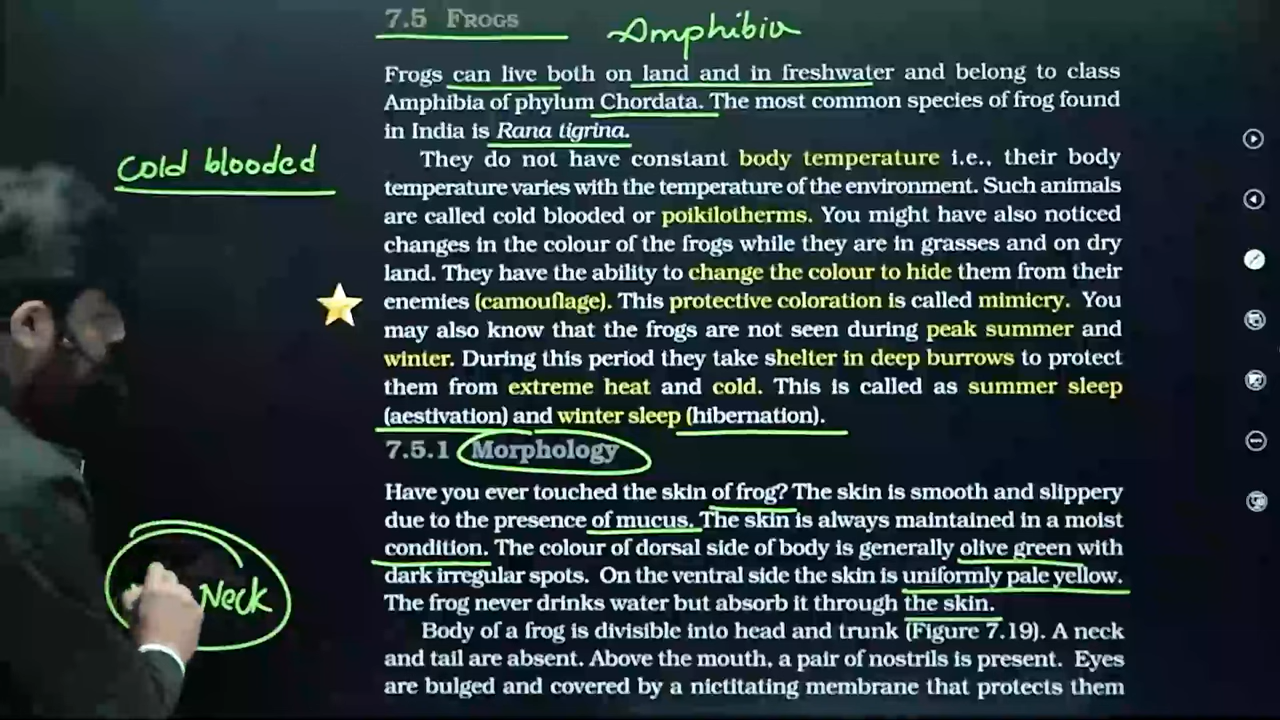 7.5 FROGS
Amphibia
Frogs can live both on land and in freshwater and belong to class
Amphibia of phylum Chordata. The most common species of frog found
in India is Rana tigrina.
Cold blooded
They do not have constant body temperature i.e., their body
temperature varies with the temperature of the environment. Such animals
are called cold blooded or poikilotherms. You might have also noticed
changes in the colour of the frogs while they are in grasses and on dry
land. They have the ability to change the colour to hide them from their
enemies (camouflage). This protective coloration is called mimicry. You
may also know that the frogs are not seen during peak summer and
winter. During this period they take shelter in deep burrows to protect
them from extreme heat and cold. This is called as summer sleep
(aestivation) and winter sleep (hibernation).
7.5.1 Morphology
Have you ever touched the skin of frog? The skin is smooth and slippery
due to the presence of mucus. The skin is always maintained in a moist
condition. The colour of dorsal side of body is generally olive green with
dark irregular spots. On the ventral side the skin is uniformly pale yellow.
The frog never drinks water but absorb it through the skin.
Neck
Body of a frog is divisible into head and trunk (Figure 7.19). A neck
and tail are absent. Above the mouth, a pair of nostrils is present. Eyes
are bulged and covered by a nictitating membrane that protects them